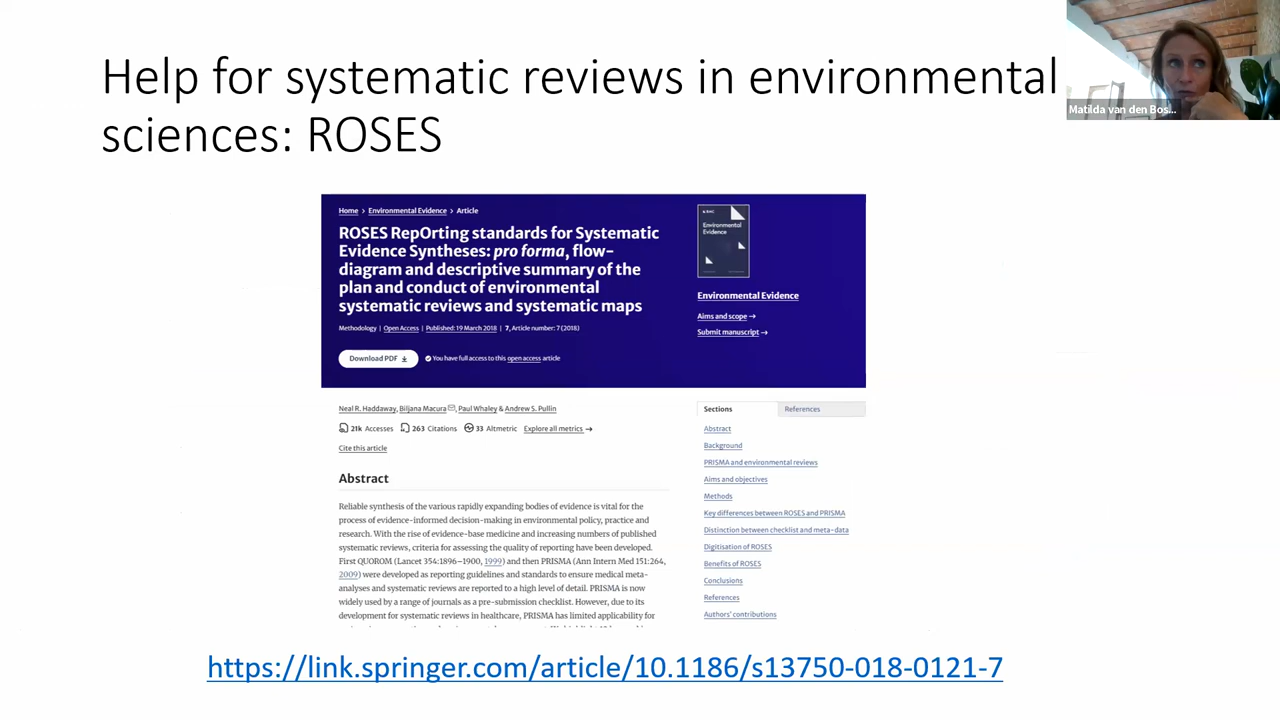 Help for systematic reviews in environmental
sciences: ROSES
Matilda van den Bos...
Home > Environmental Evidence > Article
ROSES RepOrting standards for Systematic
Evidence Syntheses: pro forma, flow-
diagram and descriptive summary of the
plan and conduct of environmental
systematic reviews and systematic maps
Methodology | Open Access | Published: 19 March 2018 | 7, Article number: 7 (2018)
Download PDF
You have full access to this open access article
BMC
Environmental
Evidence
Environmental Evidence
Aims and scope →
Submit manuscript →
Neal R. Haddaway, Biljana Macura, Paul Whaley & Andrew S. Pullin
21k Accesses 263 Citations 33 Altmetric Explore all metrics →
Cite this article
Abstract
Reliable synthesis of the various rapidly expanding bodies of evidence is vital for the
process of evidence-informed decision-making in environmental policy, practice and
research. With the rise of evidence-base medicine and increasing numbers of published
systematic reviews, criteria for assessing the quality of reporting have been developed.
First QUOROM (Lancet 354:1896–1900, 1999) and then PRISMA (Ann Intern Med 151:264,
2009) were developed as reporting guidelines and standards to ensure medical meta-
analyses and systematic reviews are reported to a high level of detail. PRISMA is now
widely used by a range of journals as a pre-submission checklist. However, due to its
development for systematic reviews in healthcare, PRISMA has limited applicability for
Sections
References
Abstract
Background
PRISMA and environmental reviews
Aims and objectives
Methods
Key differences between ROSES and PRISMA
Distinction between checklist and meta-data
Digitisation of ROSES
Benefits of ROSES
Conclusions
References
Authors' contributions
https://link.springer.com/article/10.1186/s13750-018-0121-7